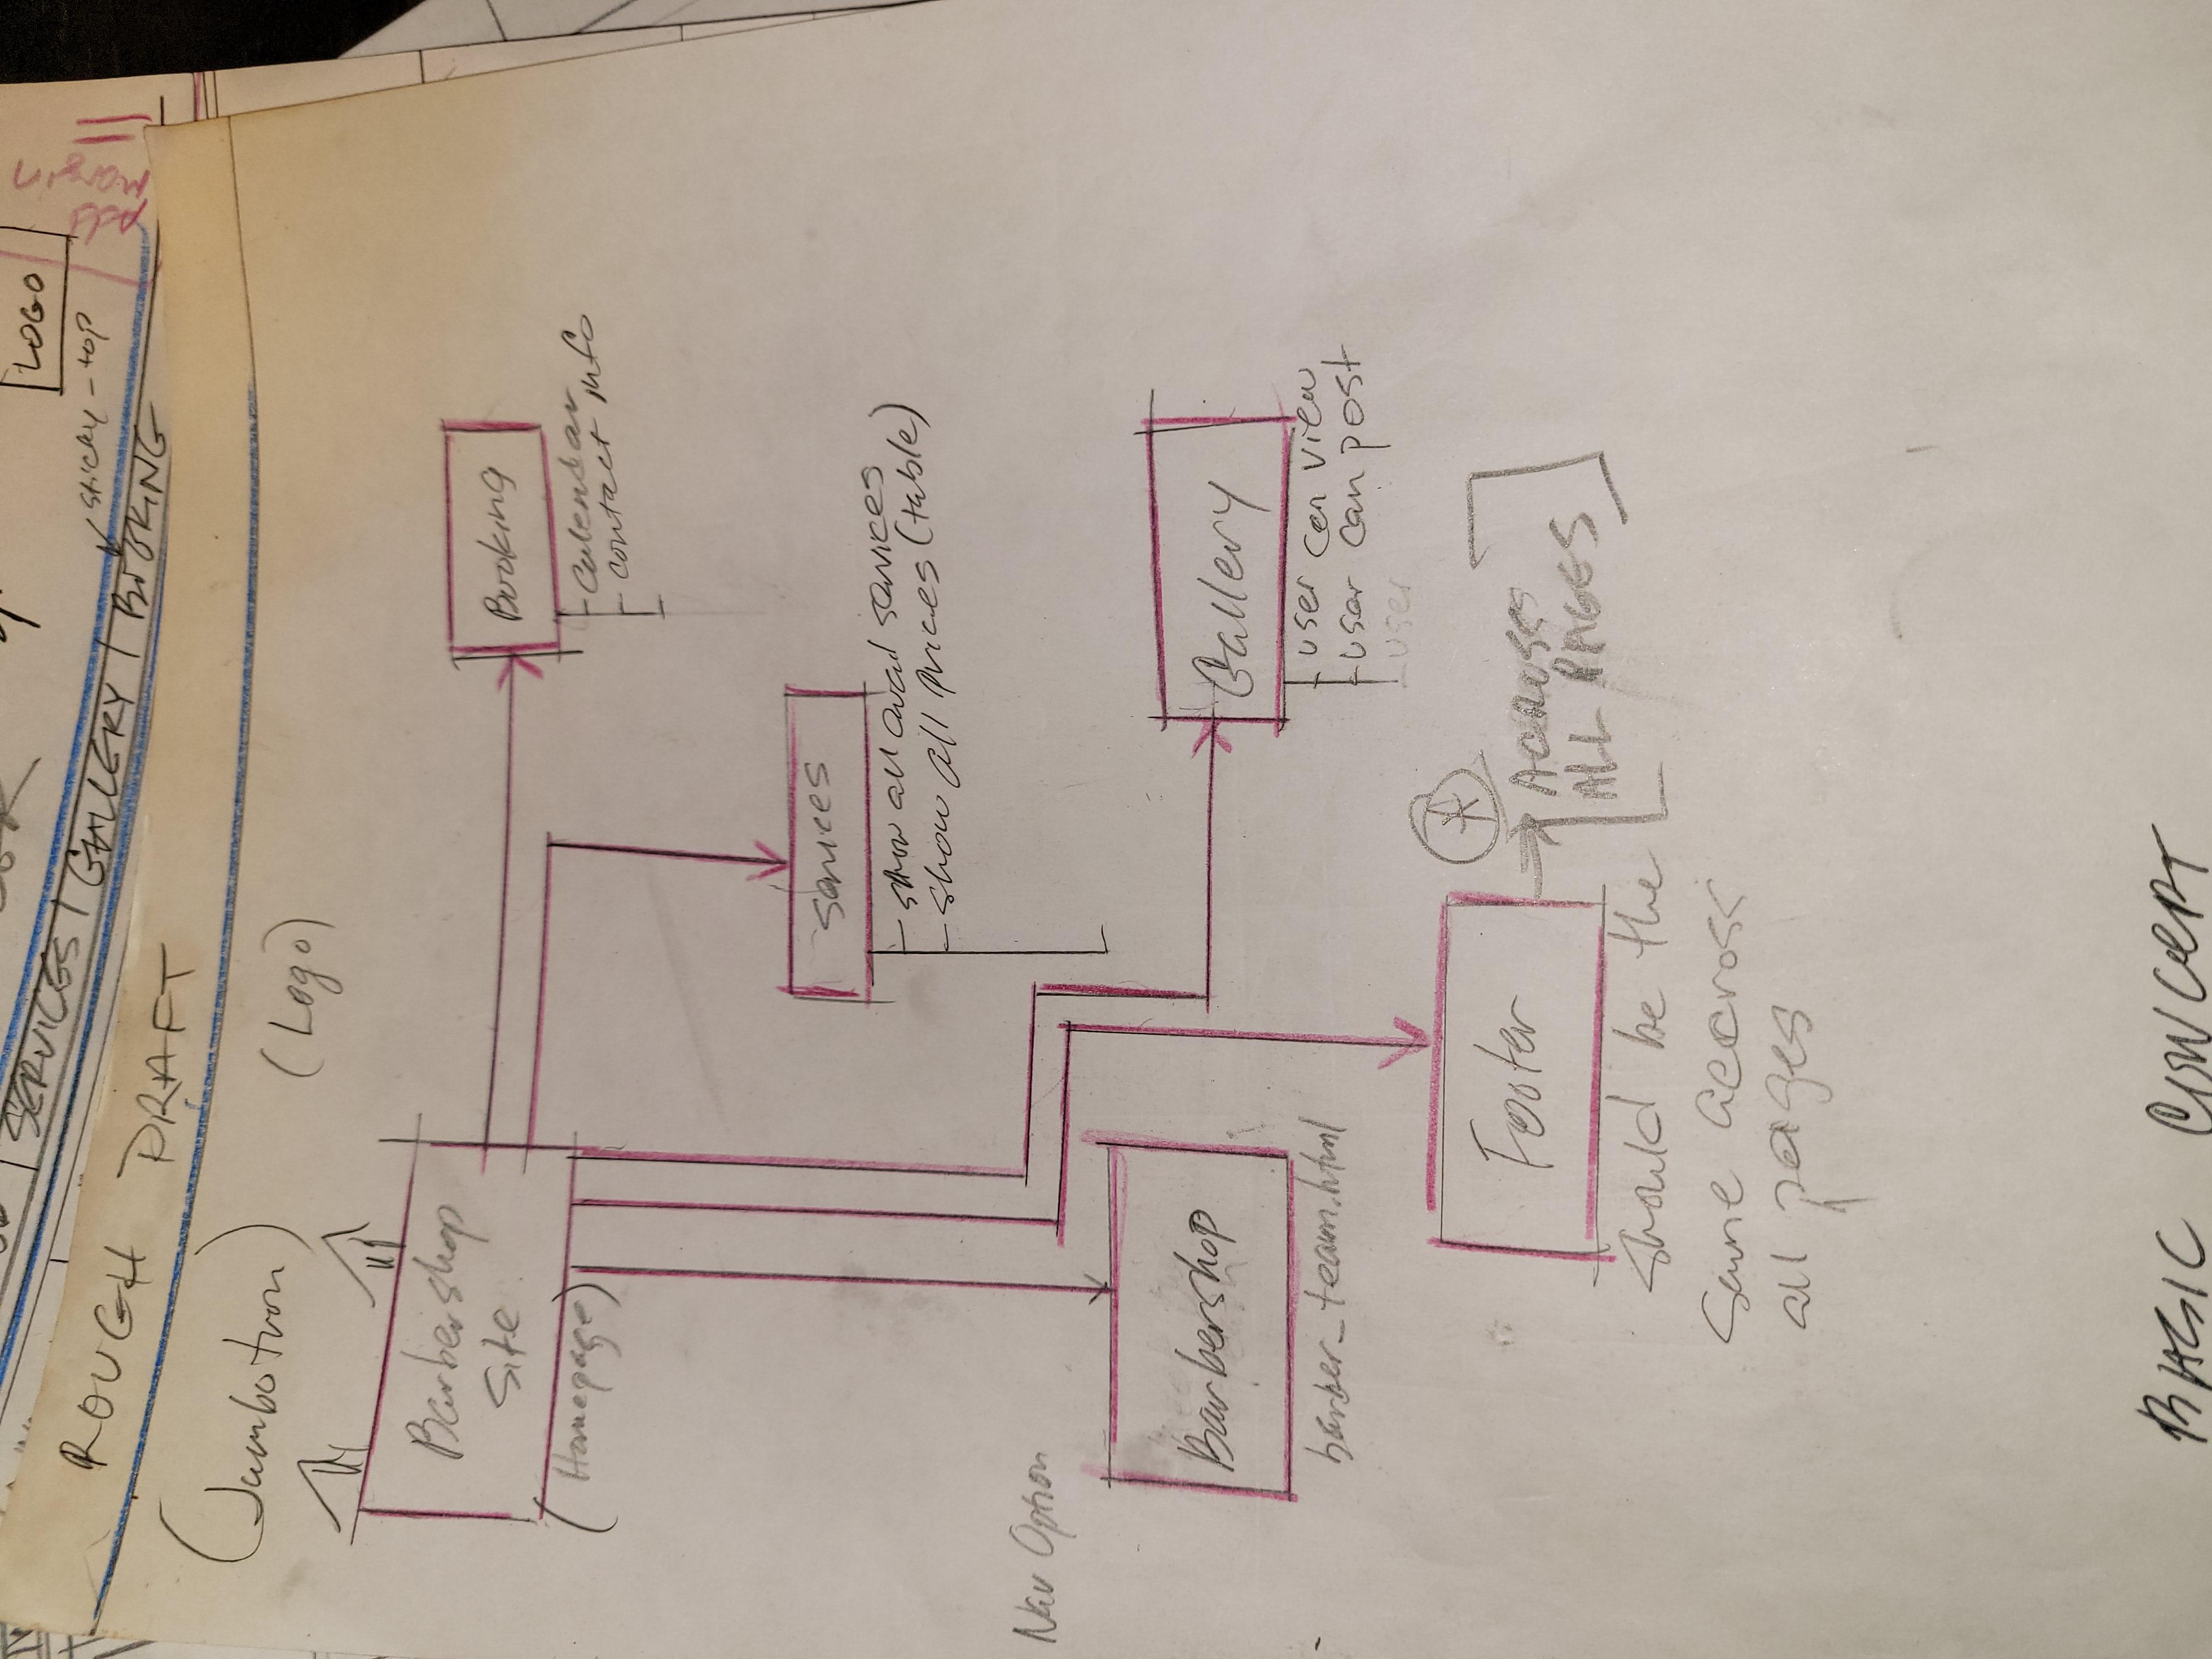 SERVICES | GALLERY | BOOKING
LOGO
sticky-top
Add
margin
ROUGH DRAFT
(Jumbotron)
(Logo)
Barbershop
Site
(Homepage)
Booking
- Calendar
- contact info
Services
- show all avail services
- show all prices (table)
Nav Option
Barbershop
barber_team.html
Gallery
- user can view
- user can post
- user
Footer
ACROSS
ALL PAGES
should be the
same accross
all pages
BASIC CONCEPT